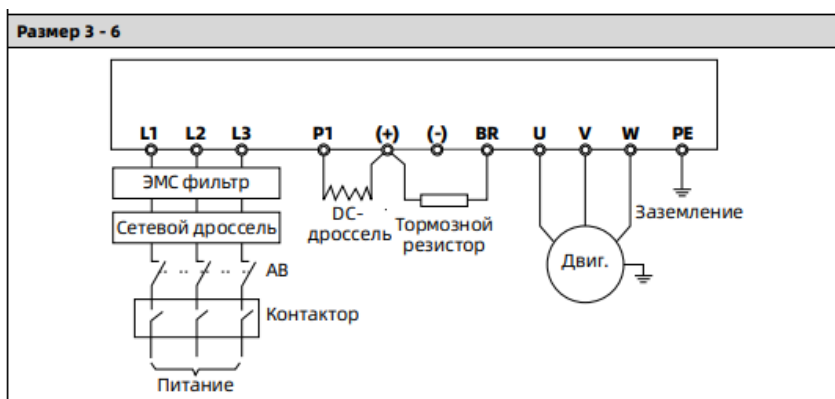 Размер 3 - 6
L1 L2 L3 P1 (+) (-) BR U V W PE
ЭМС фильтр
Сетевой дроссель
DC-
дроссель
Тормозной
резистор
Заземление
Двиг.
АВ
Контактор
Питание